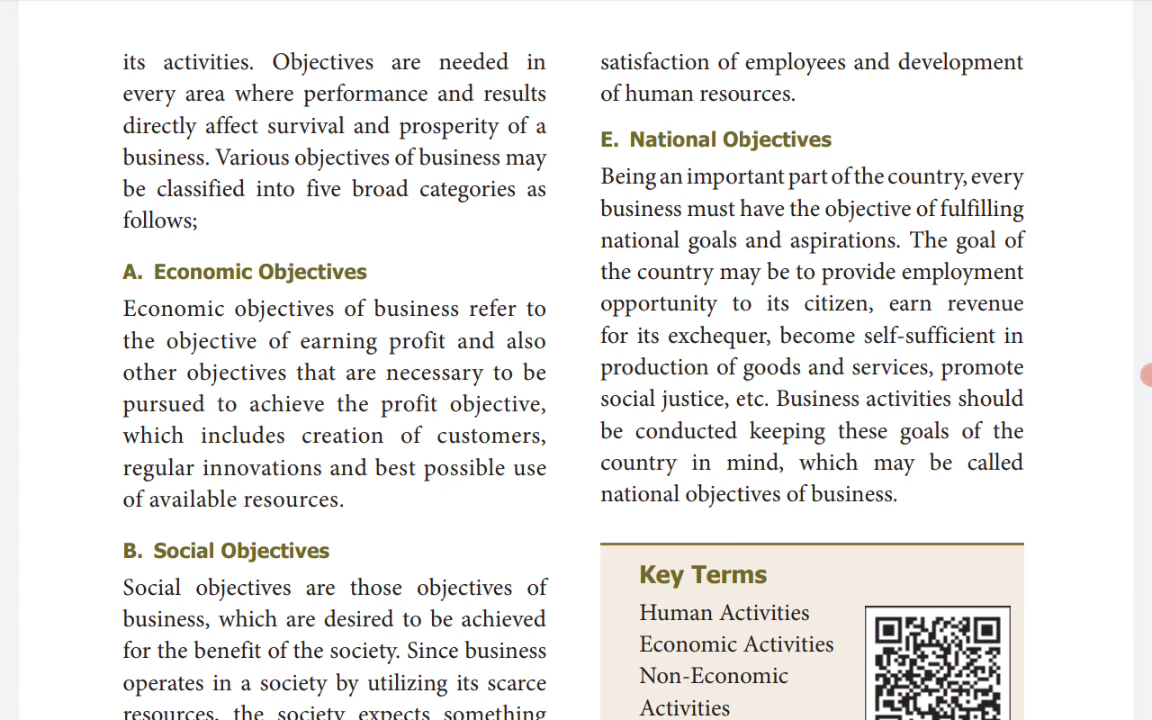 its activities. Objectives are needed in
every area where performance and results
directly affect survival and prosperity of a
business. Various objectives of business may
be classified into five broad categories as
follows;
A. Economic Objectives
Economic objectives of business refer to
the objective of earning profit and also
other objectives that are necessary to be
pursued to achieve the profit objective,
which includes creation of customers,
regular innovations and best possible use
of available resources.
B. Social Objectives
Social objectives are those objectives of
business, which are desired to be achieved
for the benefit of the society. Since business
operates in a society by utilizing its scarce
resources, the society expects something
satisfaction of employees and development
of human resources.
E. National Objectives
Being an important part of the country, every
business must have the objective of fulfilling
national goals and aspirations. The goal of
the country may be to provide employment
opportunity to its citizen, earn revenue
for its exchequer, become self-sufficient in
production of goods and services, promote
social justice, etc. Business activities should
be conducted keeping these goals of the
country in mind, which may be called
national objectives of business.
Key Terms
Human Activities
Economic Activities
Non-Economic
Activities